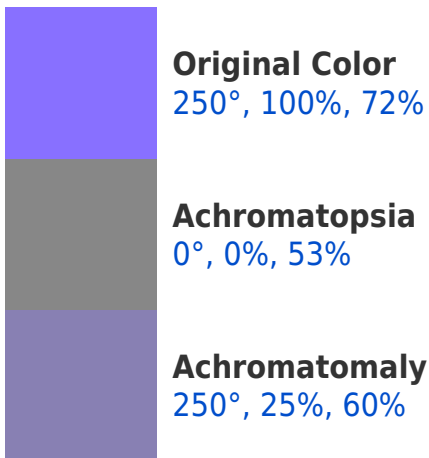 Original Color
250°, 100%, 72%
Achromatopsia
0°, 0%, 53%
Achromatomaly
250°, 25%, 60%